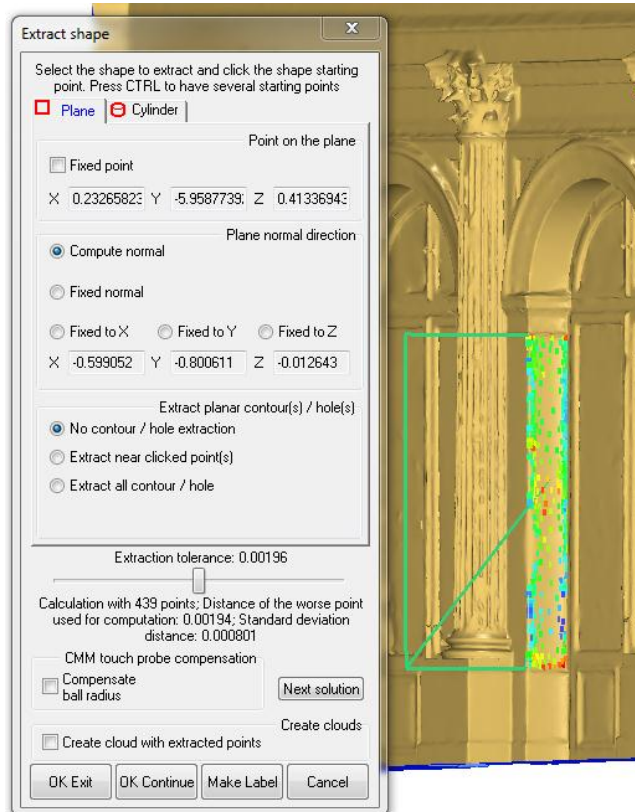 Extract shape
x
Select the shape to extract and click the shape starting
point. Press CTRL to have several starting points
Plane Cylinder
Point on the plane
Fixed point
X 0.23265823 Y -5.9587739 Z 0.41336943
Plane normal direction
Compute normal
Fixed normal
Fixed to X Fixed to Y Fixed to Z
X -0.599052 Y -0.800611 Z -0.012643
Extract planar contour(s) / hole(s)
No contour / hole extraction
Extract near clicked point(s)
Extract all contour / hole
Extraction tolerance: 0.00196
Calculation with 439 points; Distance of the worse point
used for computation: 0.00194; Standard deviation
distance: 0.000801
CMM touch probe compensation
Compensate
ball radius
Next solution
Create clouds
Create cloud with extracted points
OK Exit OK Continue Make Label Cancel